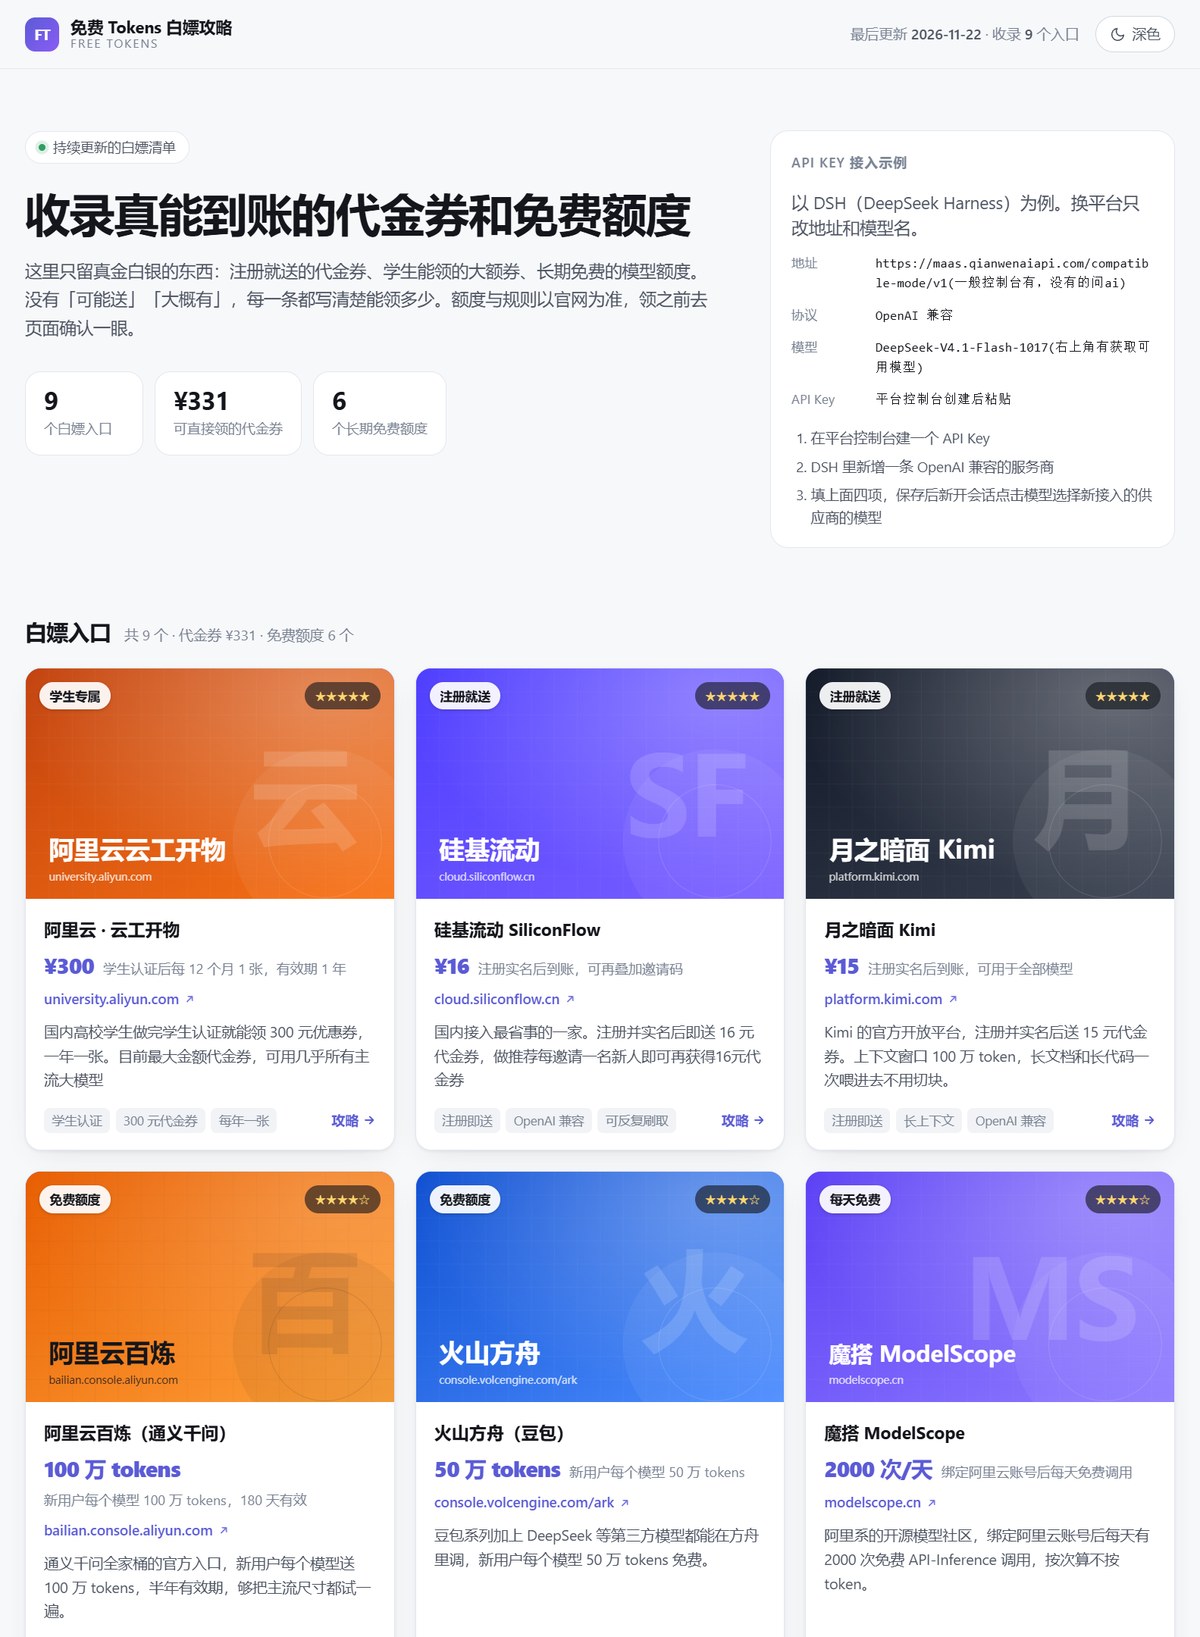 FT
免费 Tokens 白嫖攻略
FREE TOKENS
最后更新 2026-11-22 · 收录 9 个入口
深色
持续更新的白嫖清单
收录真能到账的代金券和免费额度
这里只留真金白银的东西：注册就送的代金券、学生能领的大额券、长期免费的模型额度。
没有「可能送」「大概有」，每一条都写清楚能领多少。额度与规则以官网为准，领之前去
页面确认一眼。
9
个白嫖入口
¥331
可直接领的代金券
6
个长期免费额度
API KEY 接入示例
以 DSH（DeepSeek Harness）为例。换平台只
改地址和模型名。
地址
https://maas.qianwenaiapi.com/compatib
le-mode/v1(一般控制台有，没有的问ai)
协议
OpenAI 兼容
模型
DeepSeek-V4.1-Flash-1017(右上角有获取可
用模型)
API Key
平台控制台创建后粘贴
1. 在平台控制台建一个 API Key
2. DSH 里新增一条 OpenAI 兼容的服务商
3. 填上面四项，保存后新开会话点击模型选择新接入的供
应商的模型
白嫖入口
共 9 个 · 代金券 ¥331 · 免费额度 6 个
学生专属
★★★★★
云
阿里云云工开物
university.aliyun.com
阿里云 · 云工开物
¥300 学生认证后每 12 个月 1 张，有效期 1 年
university.aliyun.com ↗
国内高校学生做完学生认证就能领 300 元优惠券，
一年一张。目前最大金额代金券，可用几乎所有主
流大模型
学生认证
300 元代金券
每年一张
攻略 →
注册就送
★★★★★
SF
硅基流动
cloud.siliconflow.cn
硅基流动 SiliconFlow
¥16 注册实名后到账，可再叠加邀请码
cloud.siliconflow.cn ↗
国内接入最省事的一家。注册并实名后即送 16 元
代金券，做推荐每邀请一名新人即可再获得16元代
金券
注册即送
OpenAI 兼容
可反复刷取
攻略 →
注册就送
★★★★★
月
月之暗面 Kimi
platform.kimi.com
月之暗面 Kimi
¥15 注册实名后到账，可用于全部模型
platform.kimi.com ↗
Kimi 的官方开放平台，注册并实名后送 15 元代金
券。上下文窗口 100 万 token，长文档和长代码一
次喂进去不用切块。
注册即送
长上下文
OpenAI 兼容
攻略 →
免费额度
★★★★☆
百
阿里云百炼
bailian.console.aliyun.com
阿里云百炼（通义千问）
100 万 tokens
新用户每个模型 100 万 tokens，180 天有效
bailian.console.aliyun.com ↗
通义千问全家桶的官方入口，新用户每个模型送
100 万 tokens，半年有效期，够把主流尺寸都试一
遍。
免费额度
★★★★☆
火
火山方舟
console.volcengine.com/ark
火山方舟（豆包）
50 万 tokens 新用户每个模型 50 万 tokens
console.volcengine.com/ark ↗
豆包系列加上 DeepSeek 等第三方模型都能在方舟
里调，新用户每个模型 50 万 tokens 免费。
每天免费
★★★★☆
MS
魔搭 ModelScope
modelscope.cn
魔搭 ModelScope
2000 次/天 绑定阿里云账号后每天免费调用
modelscope.cn ↗
阿里系的开源模型社区，绑定阿里云账号后每天有
2000 次免费 API-Inference 调用，按次算不按
token。